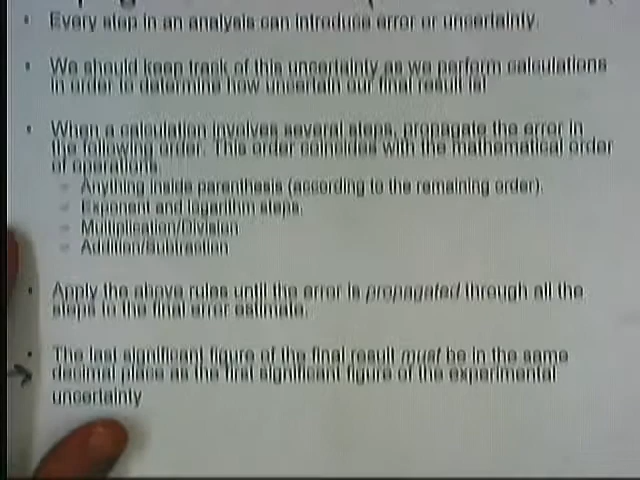 • Every step in an analysis can introduce error or uncertainty.
• We should keep track of this uncertainty as we perform calculations
in order to determine how uncertain our final result is!
• When a calculation involves several steps, propagate the error in
the following order. This order coincides with the mathematical order
of operations.
– Anything inside parenthesis (according to the remaining order).
– Exponent and logarithm steps.
– Multiplication/Division
– Addition/Subtraction
• Apply the above rules until the error is propagated through all the
steps to the final error estimate.
• The last significant figure of the final result must be in the same
decimal place as the first significant figure of the experimental
uncertainty